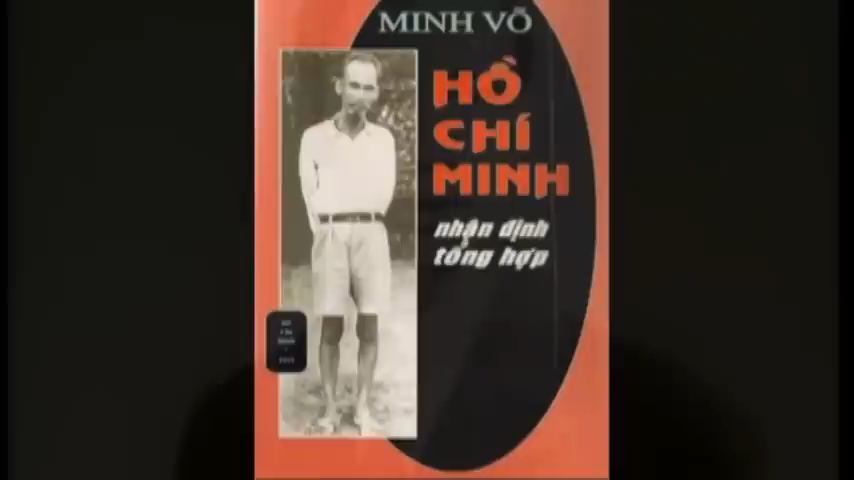 MINH VÕ
HỒ
CHÍ
MINH
nhận định
tổng hợp